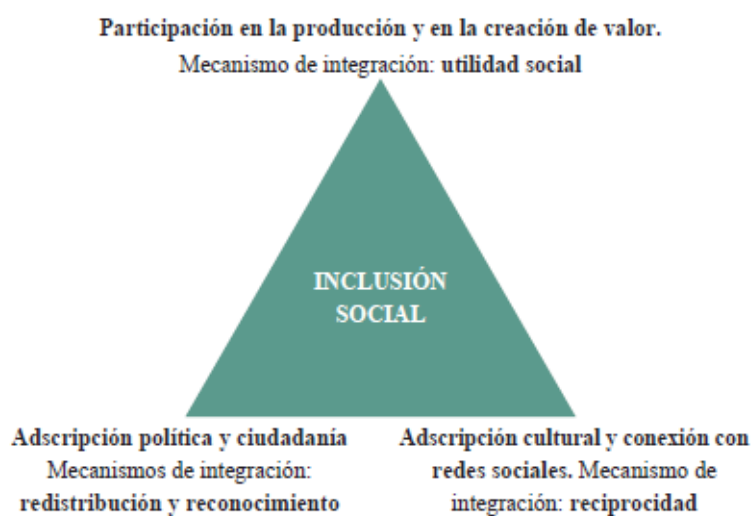 Participación en la producción y en la creación de valor.
Mecanismo de integración: utilidad social
INCLUSIÓN
SOCIAL
Adscripción política y ciudadanía
Mecanismos de integración:
redistribución y reconocimiento
Adscripción cultural y conexión con
redes sociales. Mecanismo de
integración: reciprocidad